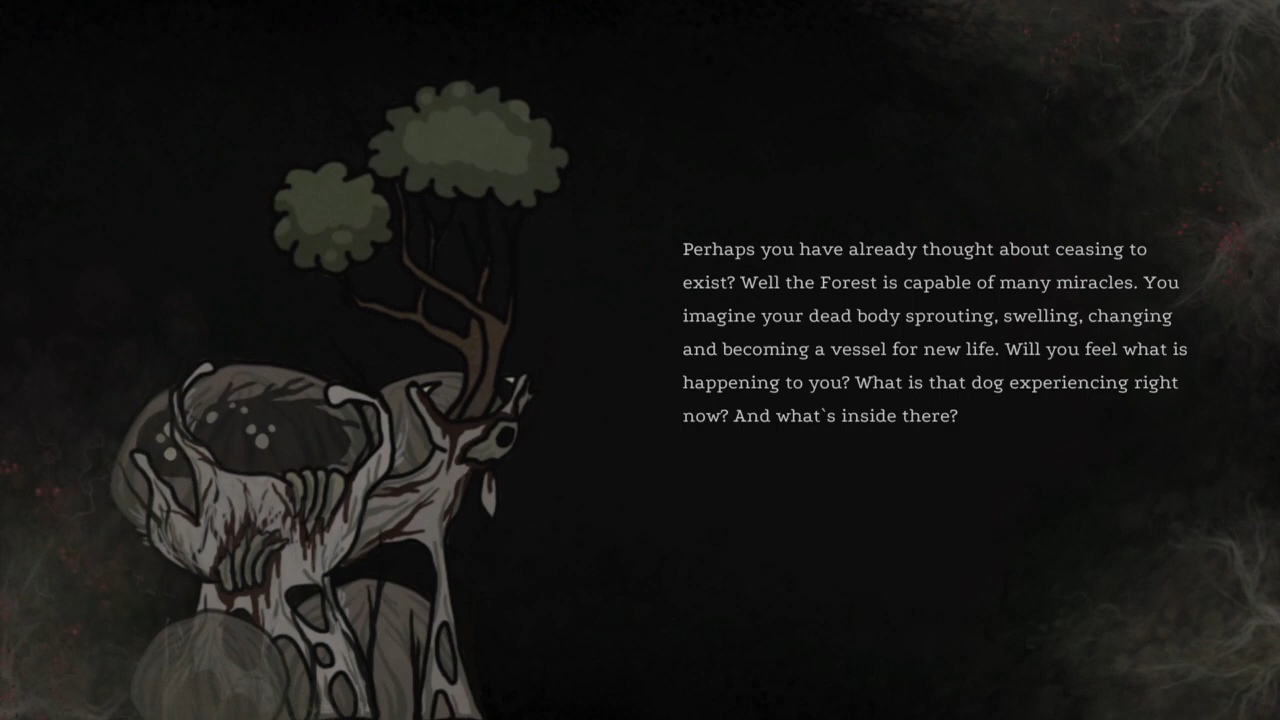 Perhaps you have already thought about ceasing to
exist? Well the Forest is capable of many miracles. You
imagine your dead body sprouting, swelling, changing
and becoming a vessel for new life. Will you feel what is
happening to you? What is that dog experiencing right
now? And what`s inside there?